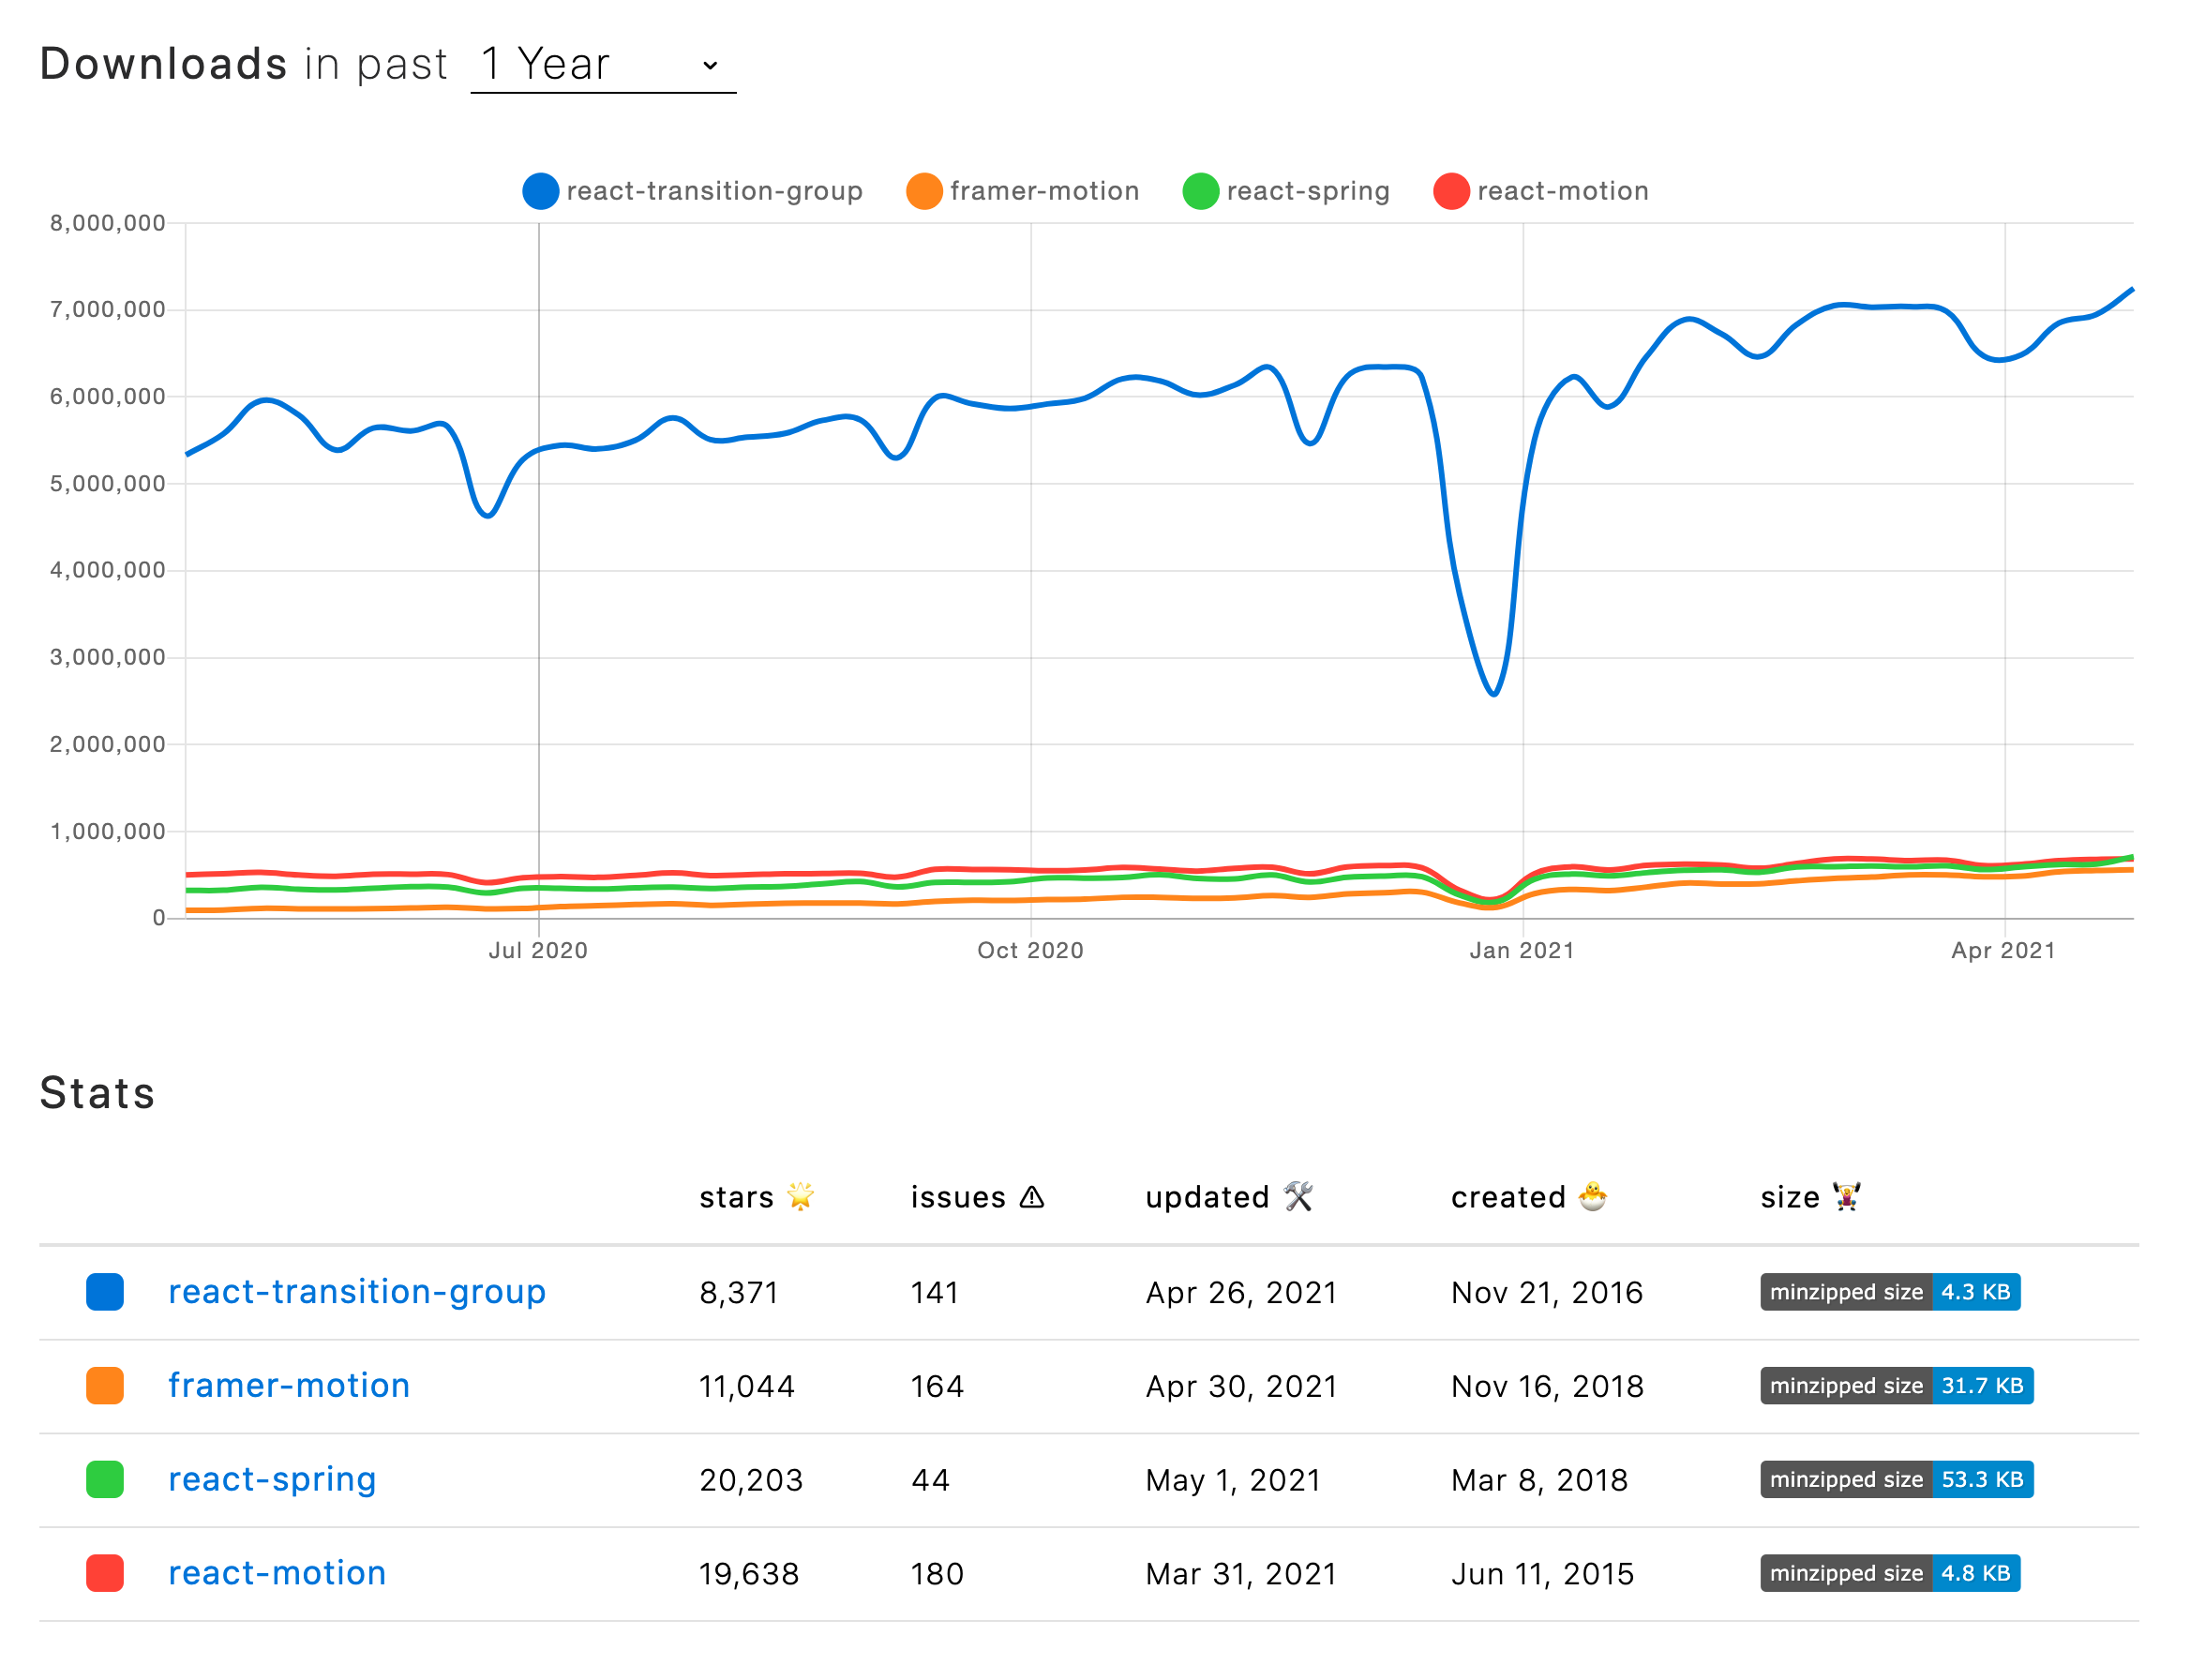 Downloads in past 1 Year
react-transition-group framer-motion react-spring react-motion
8,000,000
7,000,000
6,000,000
5,000,000
4,000,000
3,000,000
2,000,000
1,000,000
0
Jul 2020 Oct 2020 Jan 2021 Apr 2021
Stats
stars 🌟 issues ⚠ updated 🛠 created 🐣 size 🏋️‍♀️
react-transition-group 8,371 141 Apr 26, 2021 Nov 21, 2016 minzipped size 4.3 KB
framer-motion 11,044 164 Apr 30, 2021 Nov 16, 2018 minzipped size 31.7 KB
react-spring 20,203 44 May 1, 2021 Mar 8, 2018 minzipped size 53.3 KB
react-motion 19,638 180 Mar 31, 2021 Jun 11, 2015 minzipped size 4.8 KB